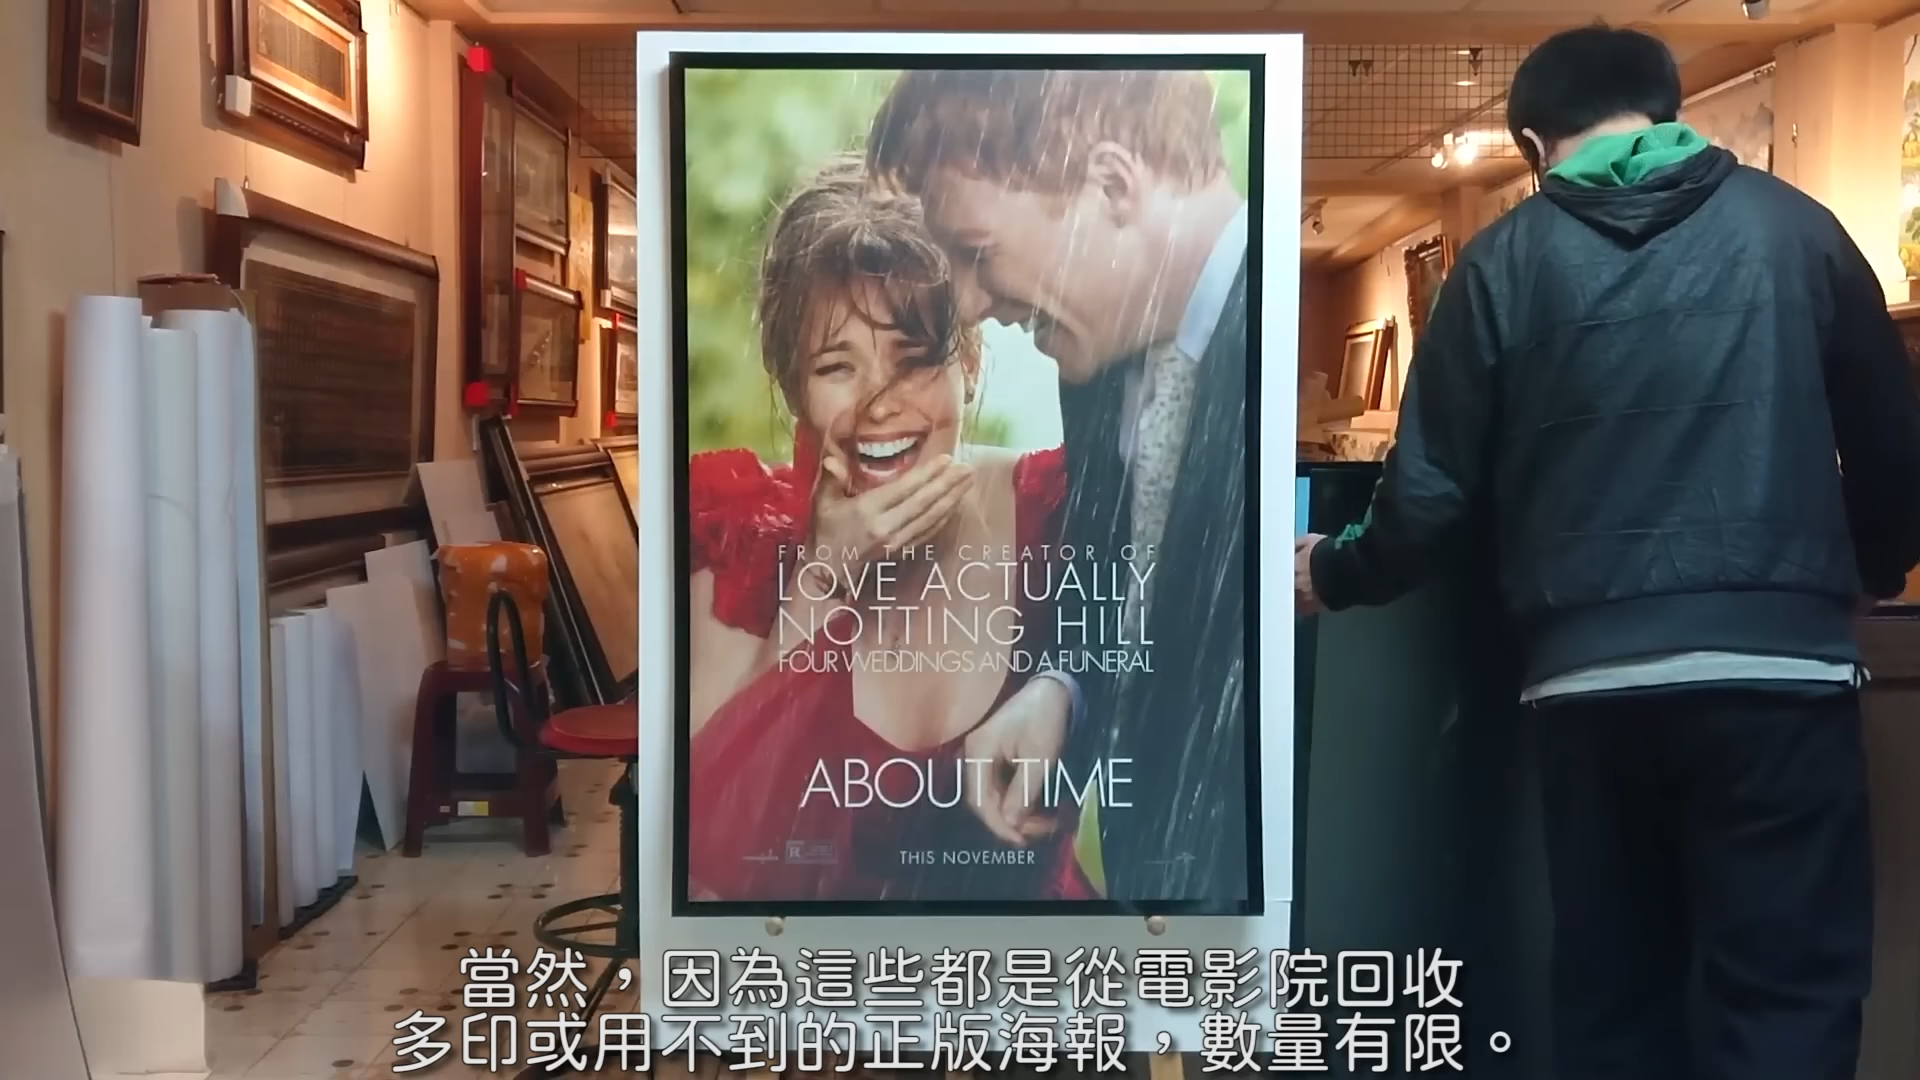 FROM THE CREATOR OF
LOVE ACTUALLY
NOTTING HILL
FOUR WEDDINGS AND A FUNERAL
ABOUT TIME
R
THIS NOVEMBER
當然，因為這些都是從電影院回收
多印或用不到的正版海報，數量有限。